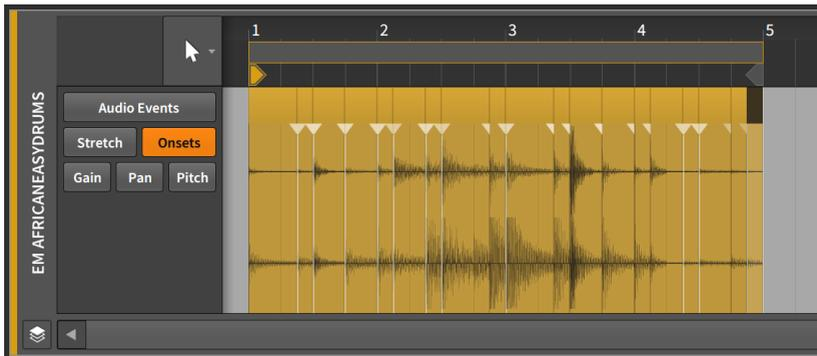 1 2 3 4 5
EM AFRICANEASYDRUMS
Audio Events
Stretch Onsets
Gain Pan Pitch